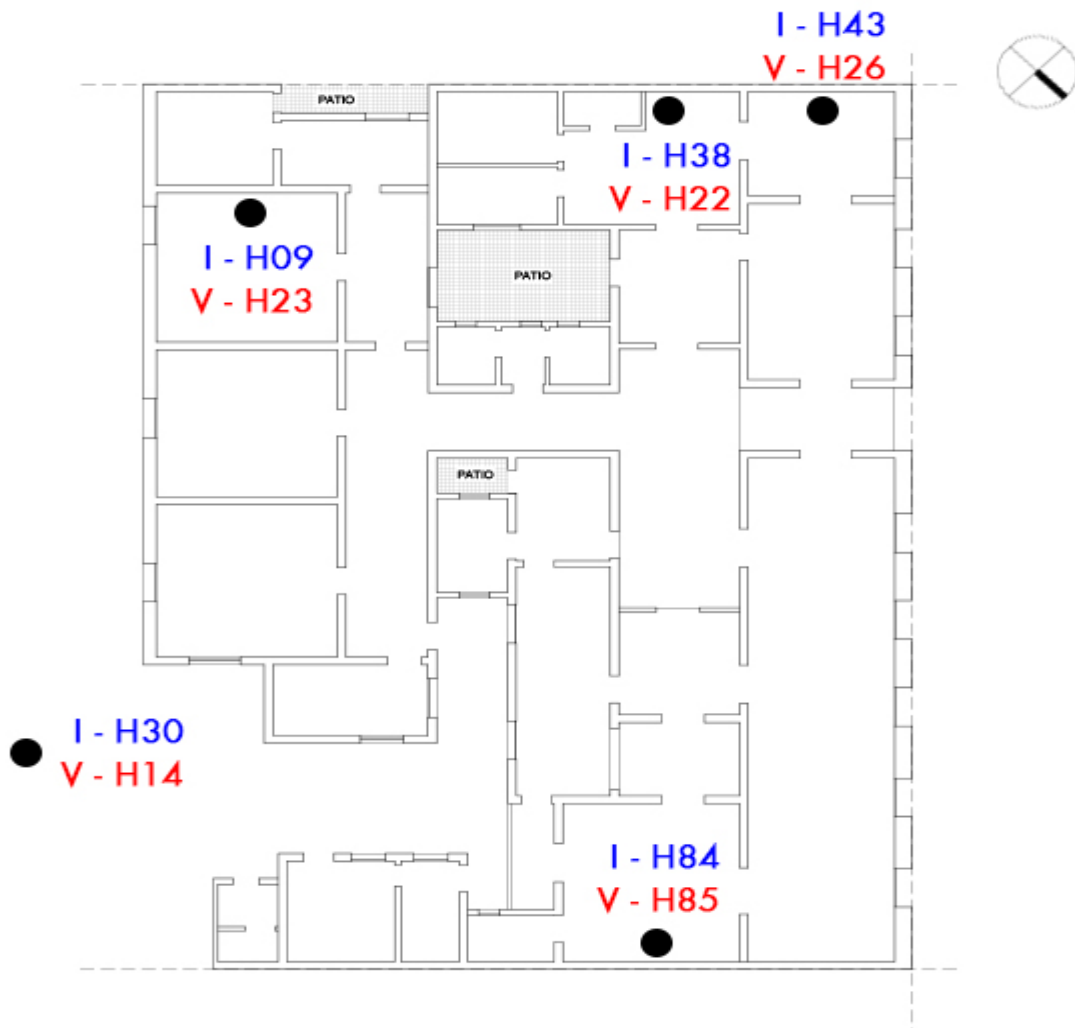 I - H43
V - H26
PATIO
I - H38
V - H22
I - H09
V - H23
PATIO
PATIO
I - H30
V - H14
I - H84
V - H85